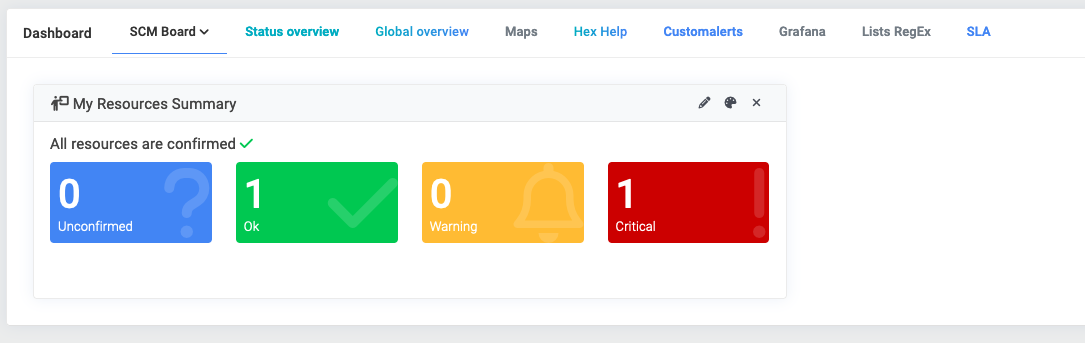 Dashboard SCM Board Status overview Global overview Maps Hex Help Customalerts Grafana Lists RegEx SLA
My Resources Summary
All resources are confirmed
0 1 0 1
Unconfirmed Ok Warning Critical